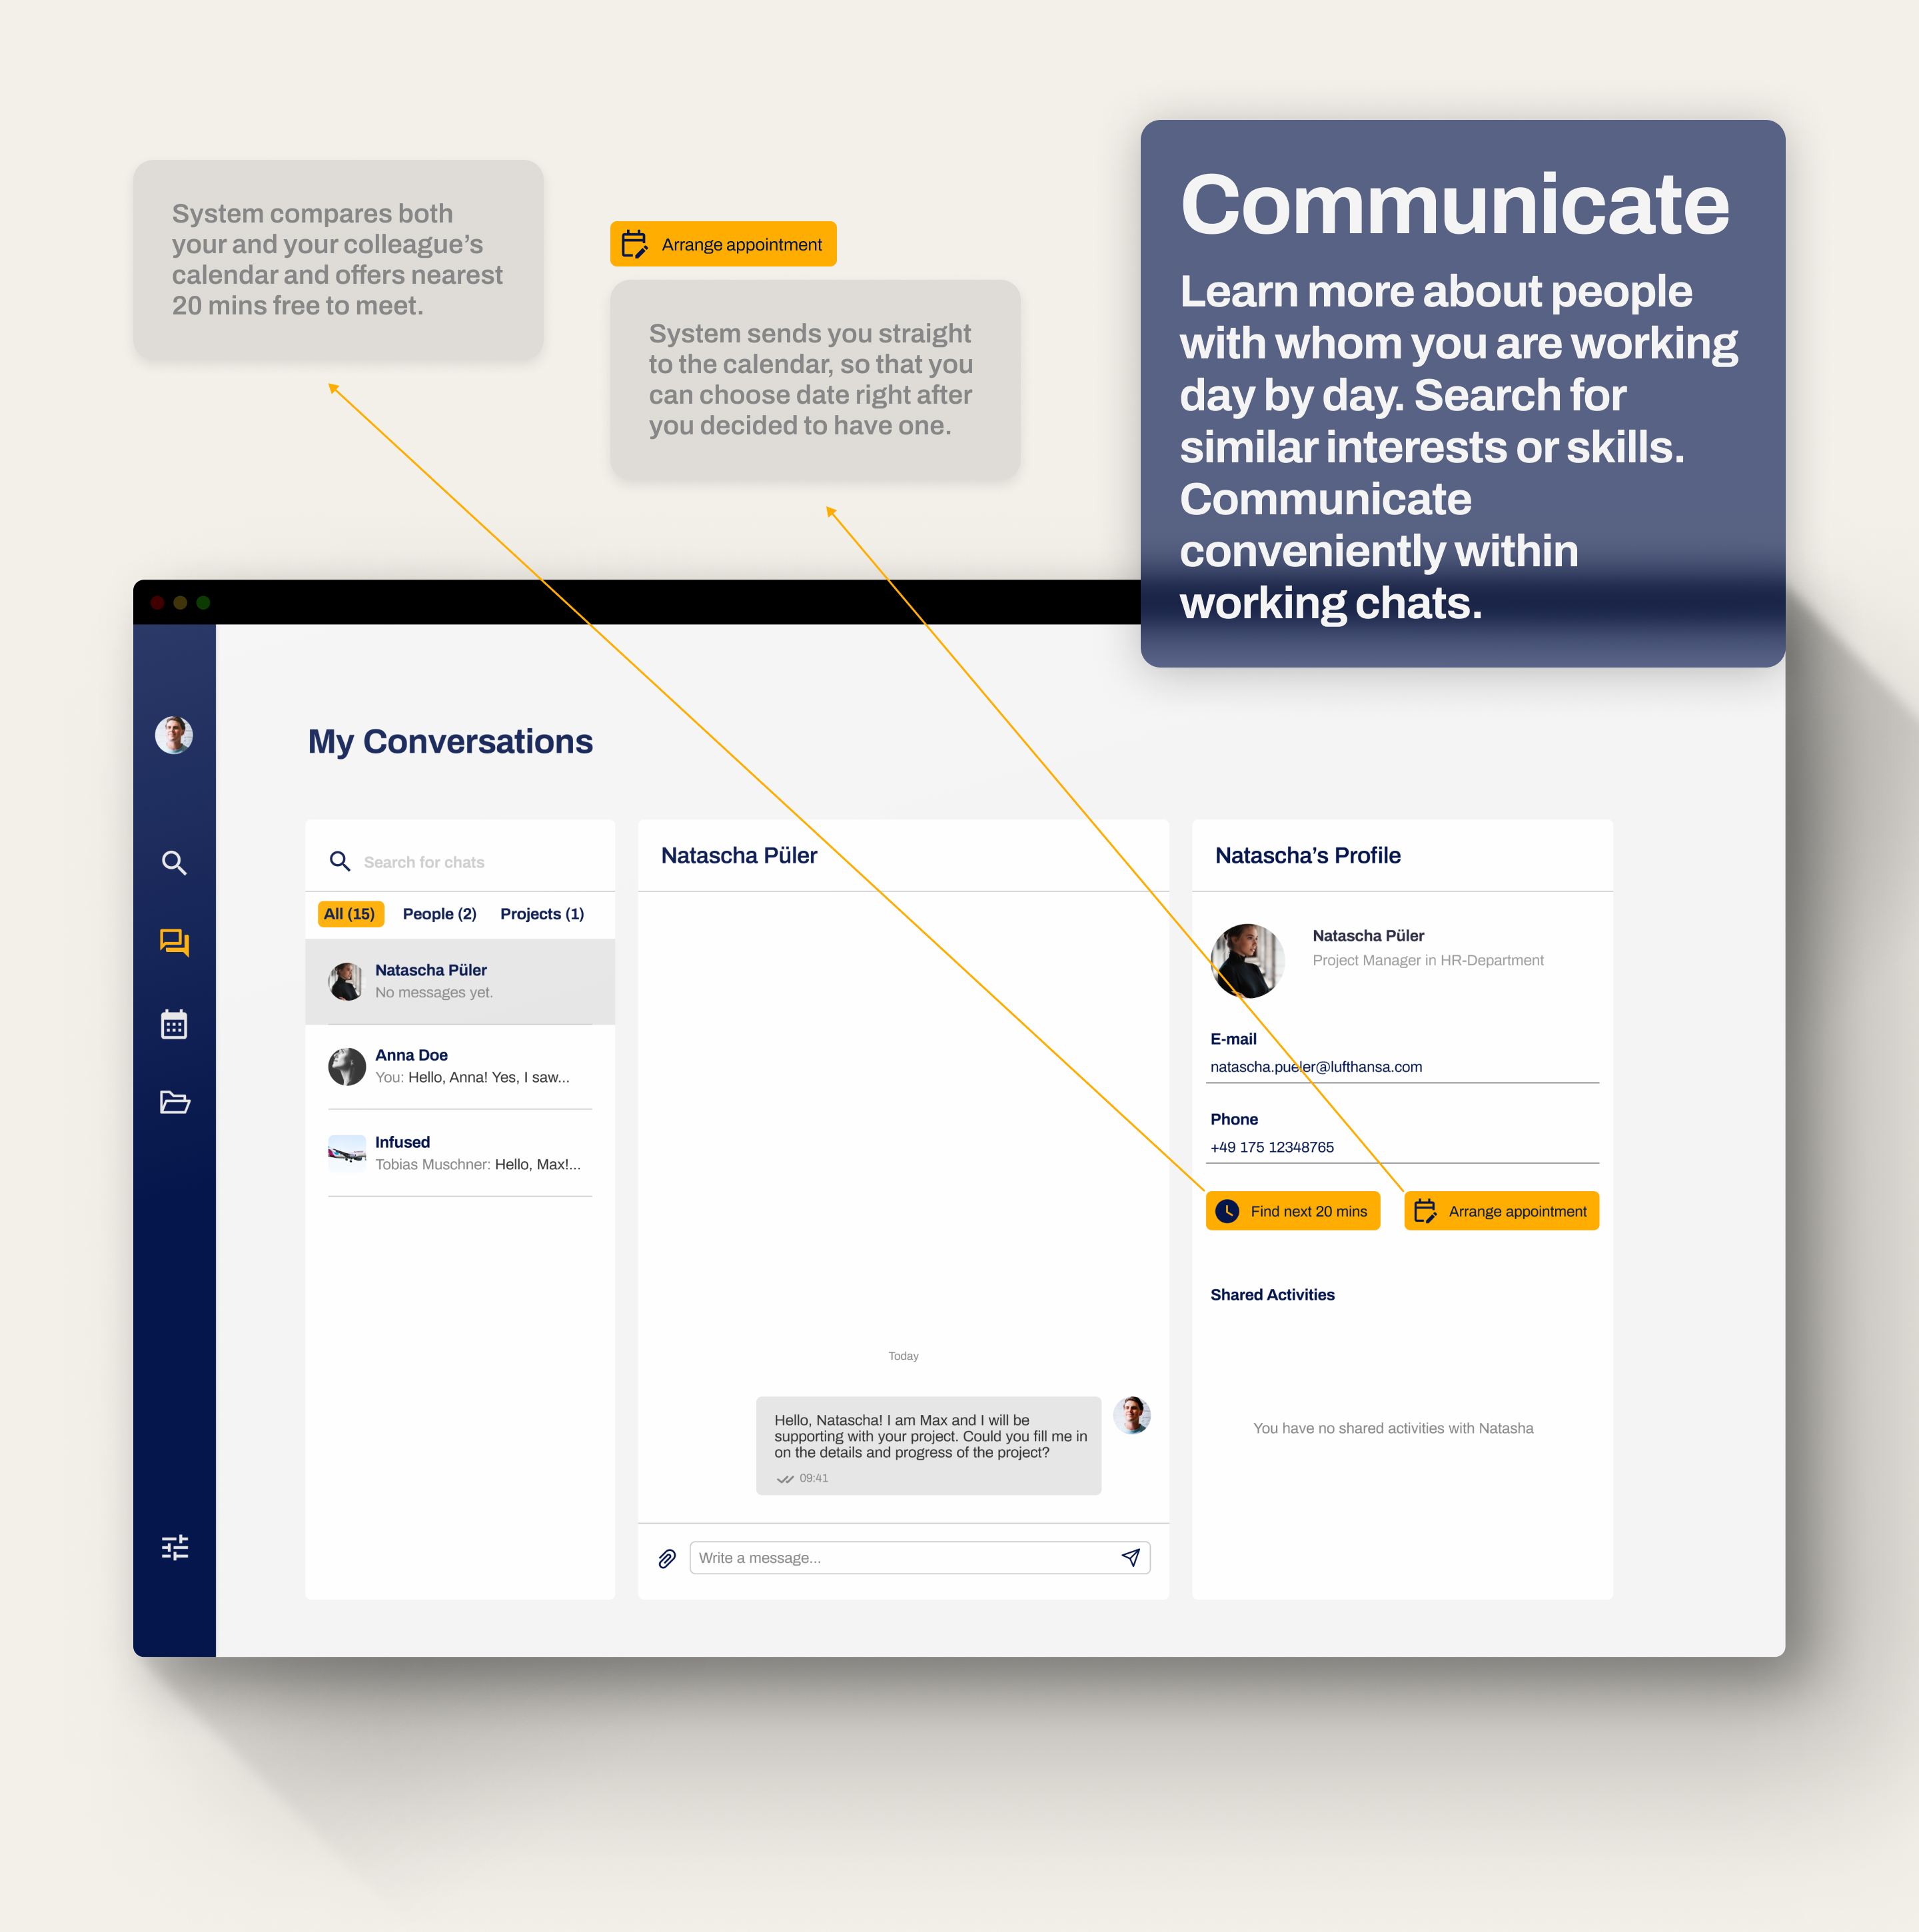 System compares both
your and your colleague's
calendar and offers nearest
20 mins free to meet.
Arrange appointment
System sends you straight
to the calendar, so that you
can choose date right after
you decided to have one.
Communicate
Learn more about people
with whom you are working
day by day. Search for
similar interests or skills.
Communicate
conveniently within
working chats.
My Conversations
Search for chats
All (15) People (2) Projects (1)
Natascha Püler
No messages yet.
Anna Doe
You: Hello, Anna! Yes, I saw...
Infused
Tobias Muschner: Hello, Max!...
Natascha Püler
Today
Hello, Natascha! I am Max and I will be
supporting with your project. Could you fill me in
on the details and progress of the project?
09:41
Write a message...
Natascha's Profile
Natascha Püler
Project Manager in HR-Department
E-mail
natascha.pueler@lufthansa.com
Phone
+49 175 12348765
Find next 20 mins
Arrange appointment
Shared Activities
You have no shared activities with Natasha